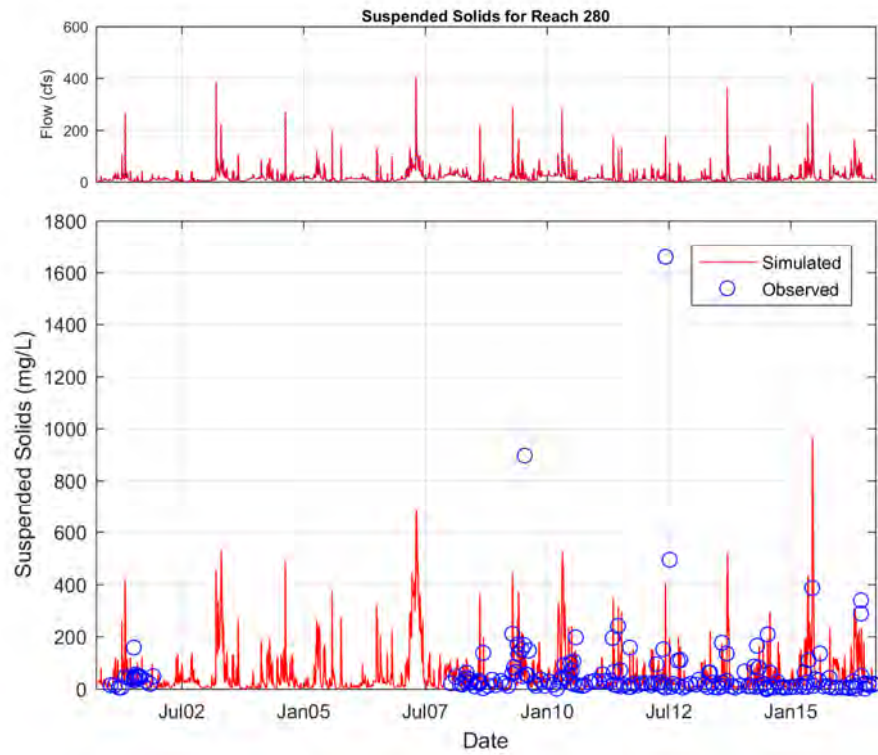 Suspended Solids for Reach 280
600
400
200
0
Flow (cfs)
1800
1600
1400
1200
1000
800
600
400
200
0
Suspended Solids (mg/L)
Simulated
Observed
Jul02 Jan05 Jul07 Jan10 Jul12 Jan15
Date